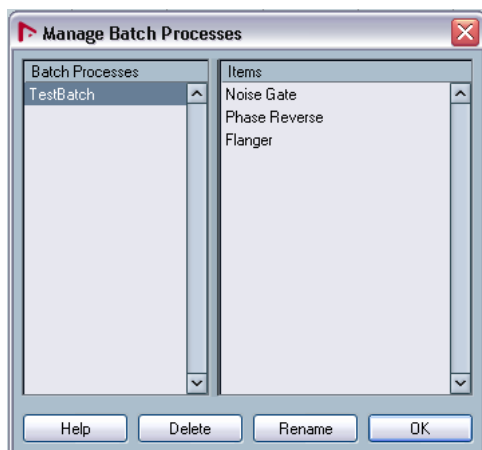 Manage Batch Processes
Batch Processes
TestBatch
Items
Noise Gate
Phase Reverse
Flanger
Help
Delete
Rename
OK